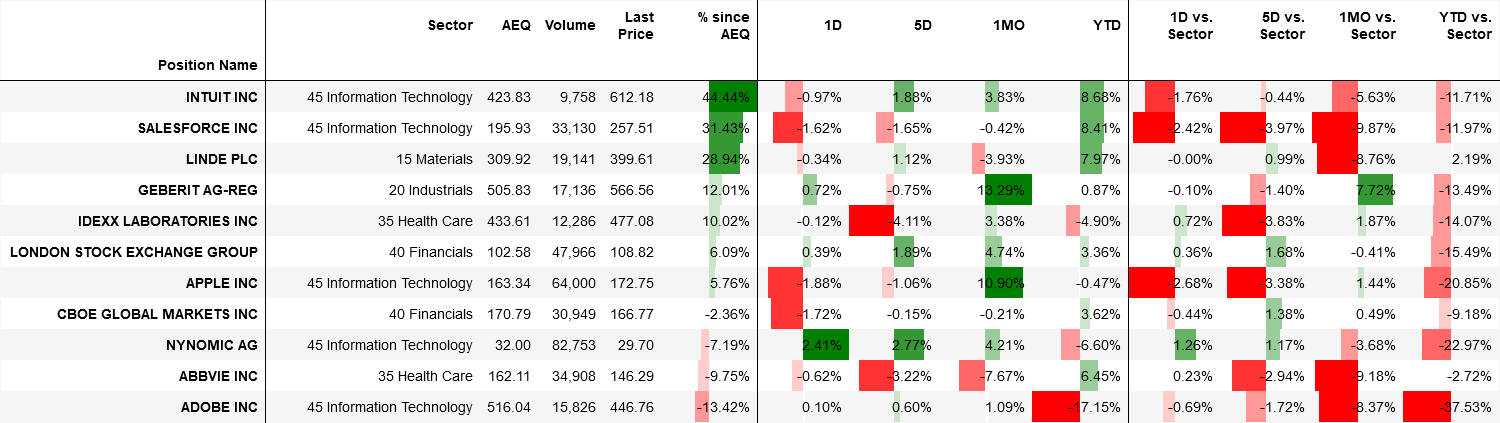 Sector AEQ Volume Last Price % since AEQ 1D 5D 1MO YTD 1D vs. Sector 5D vs. Sector 1MO vs. Sector YTD vs. Sector
Position Name
INTUIT INC 45 Information Technology 423.83 9,758 612.18 44.44% -0.97% 1.88% 3.83% 8.68% -1.76% -0.44% -5.63% -11.71%
SALESFORCE INC 45 Information Technology 195.93 33,130 257.51 31.43% -1.62% -1.65% -0.42% 8.41% -2.42% -3.97% -9.87% -11.97%
LINDE PLC 15 Materials 309.92 19,141 399.61 28.94% -0.34% 1.12% -3.93% 7.97% -0.00% 0.99% -8.76% 2.19%
GEBERIT AG-REG 20 Industrials 505.83 17,136 566.56 12.01% 0.72% -0.75% 13.29% 0.87% -0.10% -1.40% 7.72% -13.49%
IDEXX LABORATORIES INC 35 Health Care 433.61 12,286 477.08 10.02% -0.12% -4.11% 3.38% -4.90% 0.72% -3.83% 1.87% -14.07%
LONDON STOCK EXCHANGE GROUP 40 Financials 102.58 47,966 108.82 6.09% 0.39% 1.89% 4.74% 3.36% 0.36% 1.68% -0.41% -15.49%
APPLE INC 45 Information Technology 163.34 64,000 172.75 5.76% -1.88% -1.06% 10.90% -0.47% -2.68% -3.38% 1.44% -20.85%
CBOE GLOBAL MARKETS INC 40 Financials 170.79 30,949 166.77 -2.36% -1.72% -0.15% -0.21% 3.62% -0.44% 1.38% 0.49% -9.18%
NYNOMIC AG 45 Information Technology 32.00 82,753 29.70 -7.19% 2.41% 2.77% 4.21% -6.60% 1.26% 1.17% -3.68% -22.97%
ABBVIE INC 35 Health Care 162.11 34,908 146.29 -9.75% -0.62% -3.22% -7.67% 6.45% 0.23% -2.94% -9.18% -2.72%
ADOBE INC 45 Information Technology 516.04 15,826 446.76 -13.42% 0.10% 0.60% 1.09% -17.15% -0.69% -1.72% -8.37% -37.53%